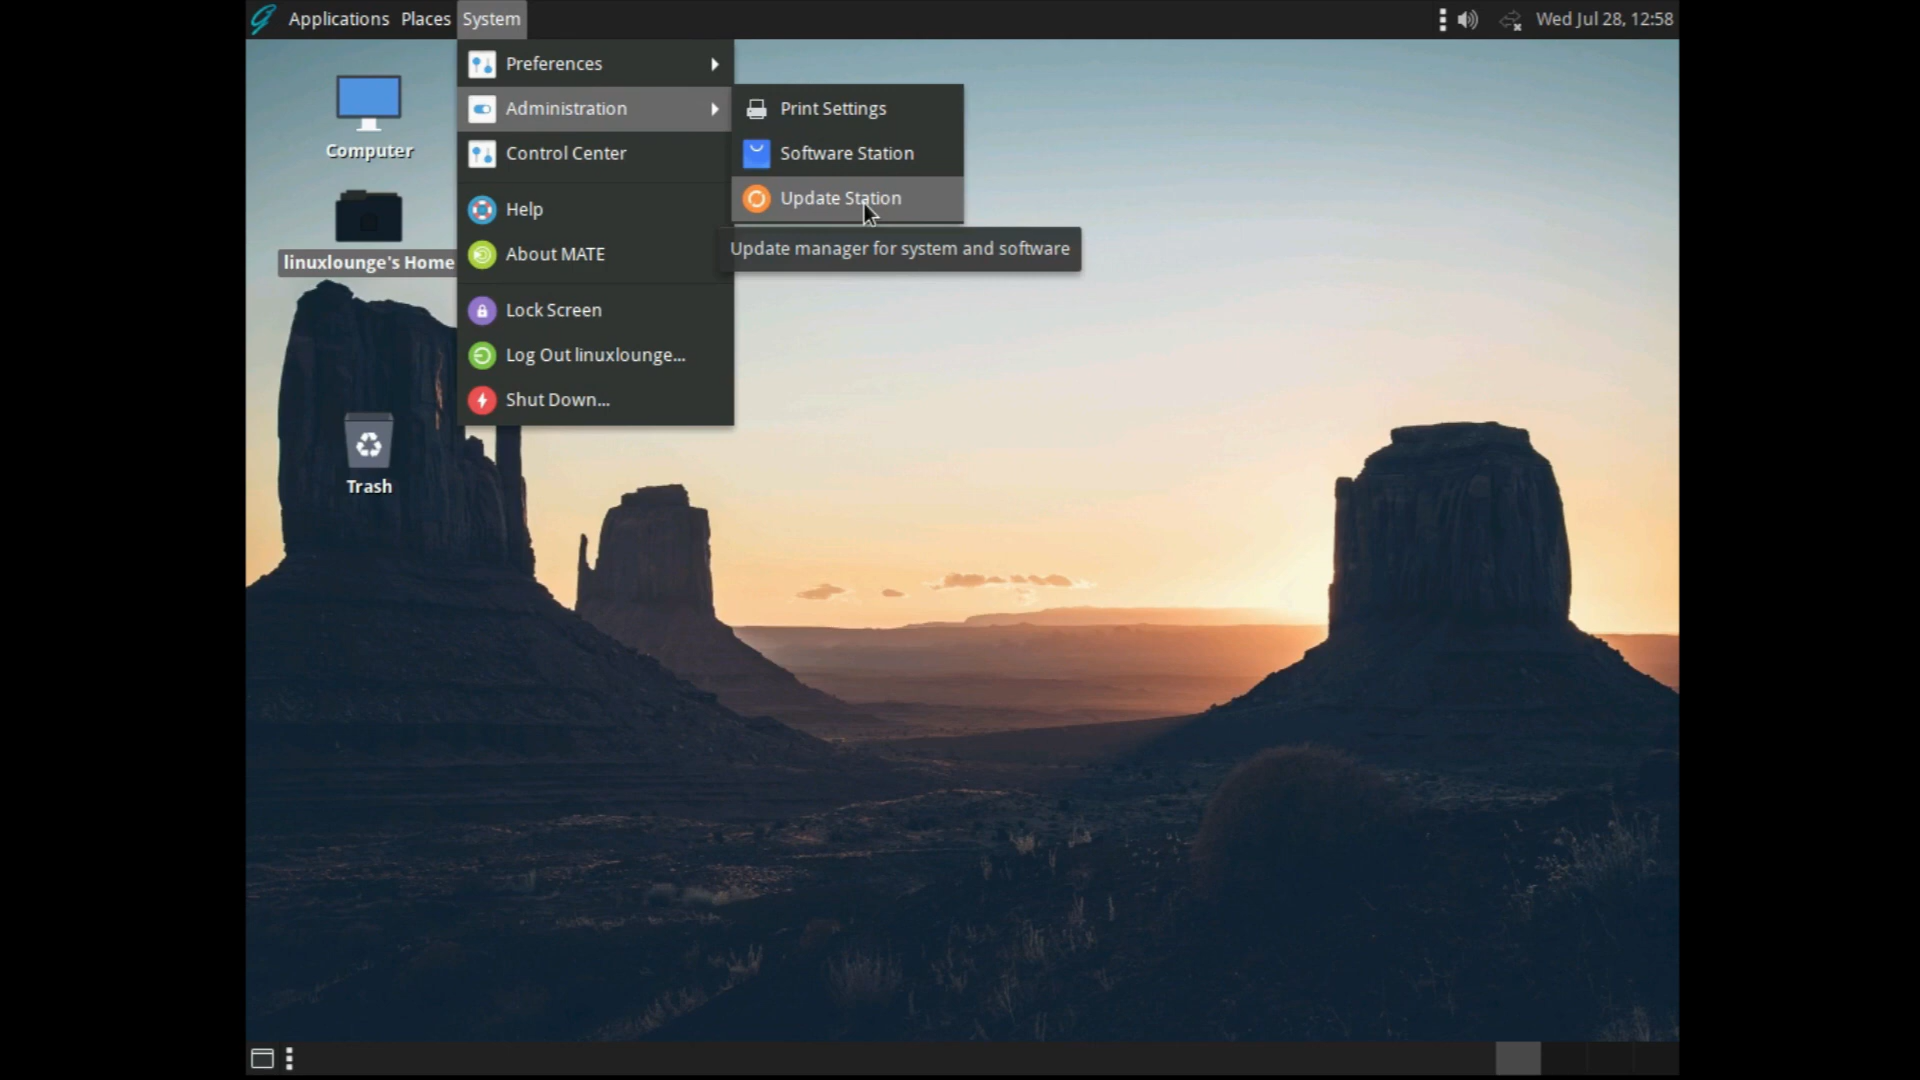 Applications Places System
Wed Jul 28, 12:58
Preferences
Administration
Control Center
Help
About MATE
Lock Screen
Log Out linuxlounge...
Shut Down...
Print Settings
Software Station
Update Station
Update manager for system and software
Computer
linuxlounge's Home
Trash